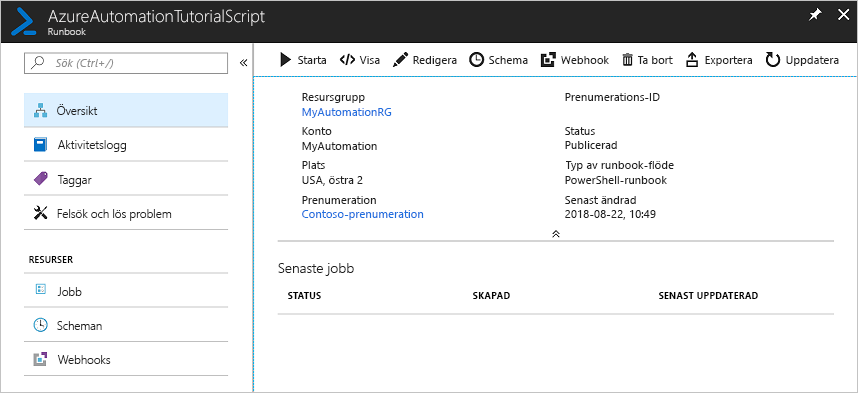 AzureAutomationTutorialScript
Runbook
Sök (Ctrl+/)
Översikt
Aktivitetslogg
Taggar
Felsök och lös problem
RESURSER
Jobb
Scheman
Webhooks
Starta Visa Redigera Schema Webhook Ta bort Exportera Uppdatera
Resursgrupp
MyAutomationRG
Konto
MyAutomation
Plats
USA, östra 2
Prenumeration
Contoso-prenumeration
Prenumerations-ID
Status
Publicerad
Typ av runbook-flöde
PowerShell-runbook
Senast ändrad
2018-08-22, 10:49
Senaste jobb
STATUS SKAPAD SENAST UPPDATERAD